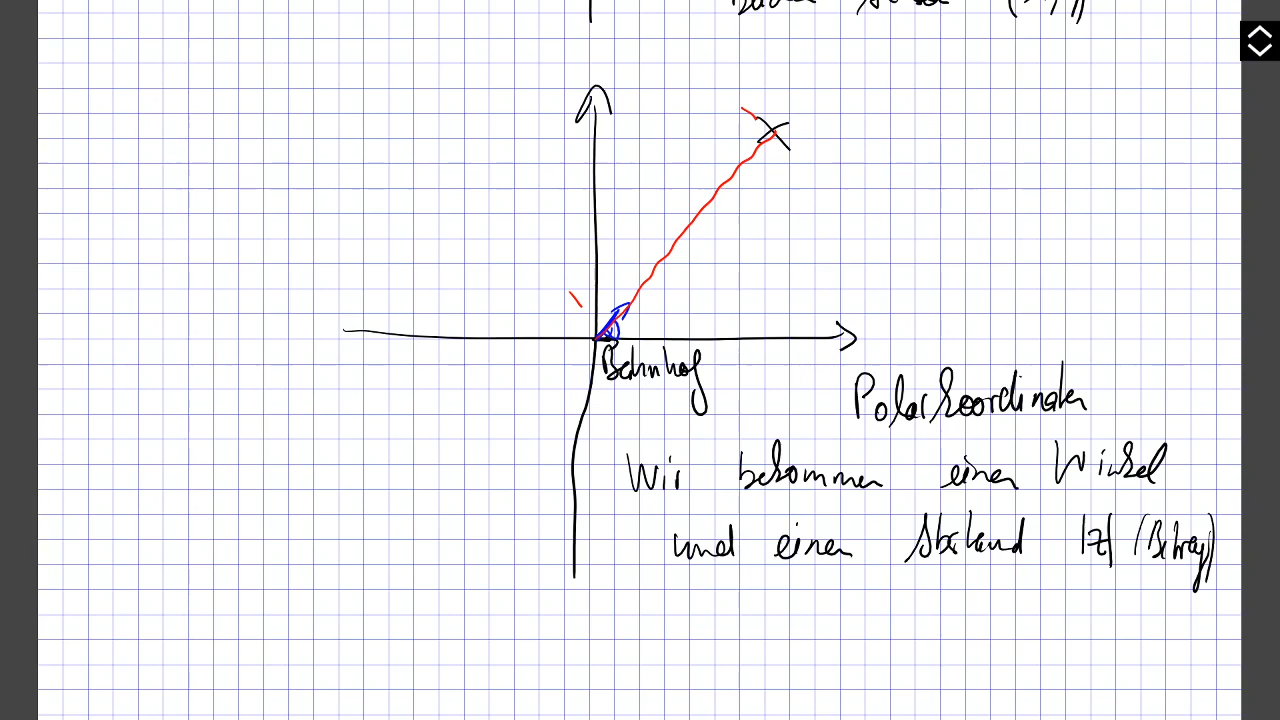 Bahnhof
Polarkoordinaten
Wir bekommen einen Winkel
und einen Abstand |z| (Betrag)